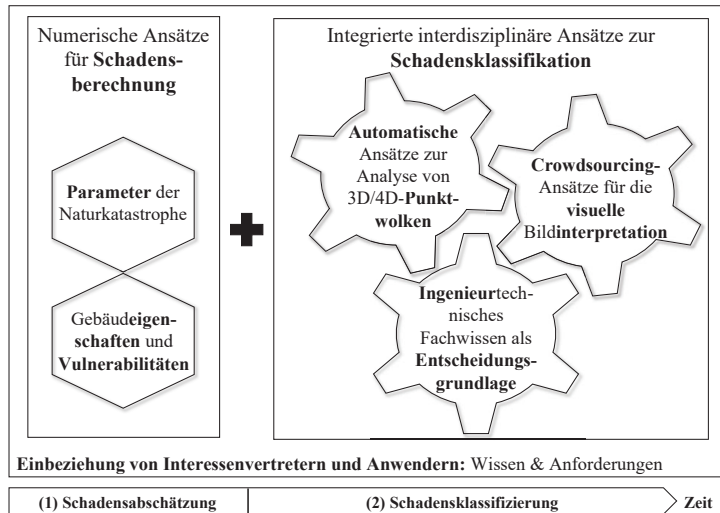 Numerische Ansätze
für Schadens-
berechnung
Parameter der
Naturkatastrophe
Gebäudeeigen-
schaften und
Vulnerabilitäten
Integrierte interdisziplinäre Ansätze zur
Schadensklassifikation
Automatische
Ansätze zur
Analyse von
3D/4D-Punkt-
wolken
Crowdsourcing-
Ansätze für die
visuelle
Bildinterpretation
Ingenieurtech-
nisches
Fachwissen als
Entscheidungs-
grundlage
Einbeziehung von Interessenvertretern und Anwendern: Wissen & Anforderungen
(1) Schadensabschätzung
(2) Schadensklassifizierung
Zeit